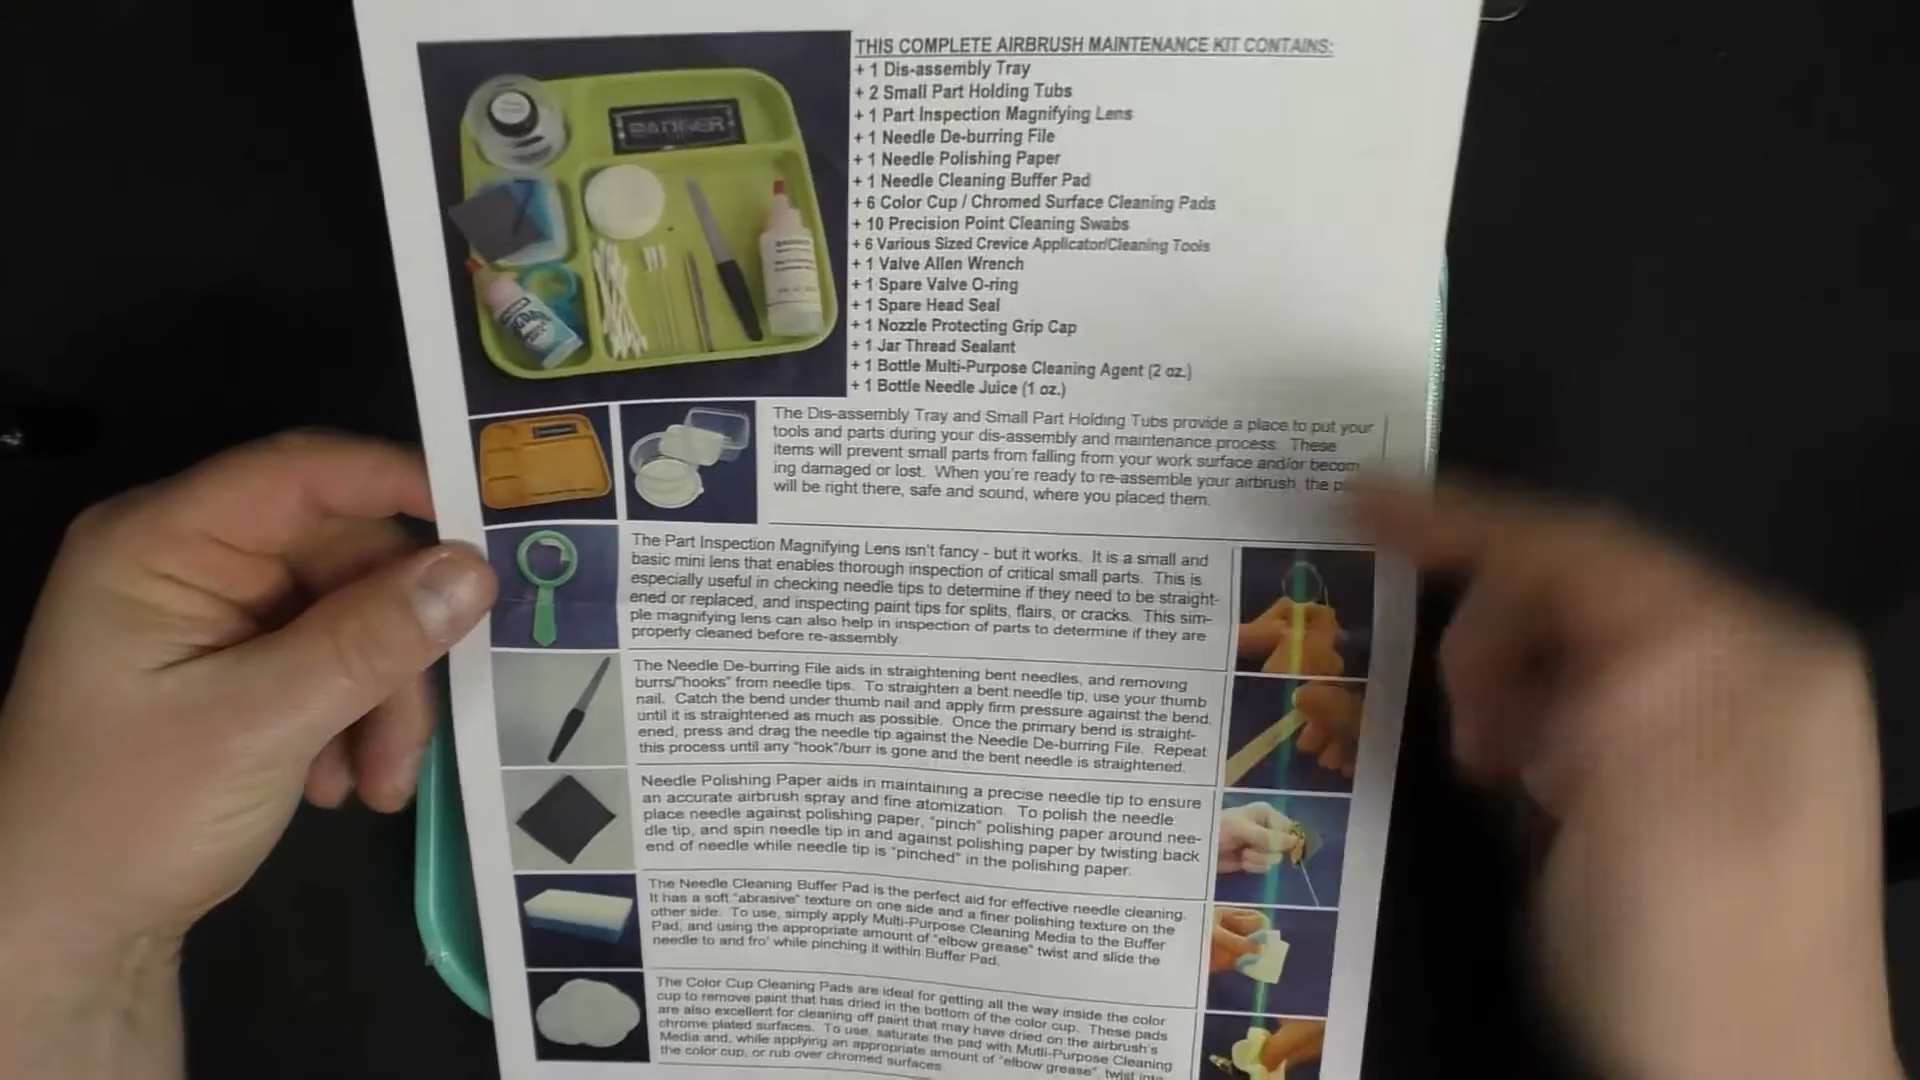 THIS COMPLETE AIRBRUSH MAINTENANCE KIT CONTAINS:
+ 1 Dis-assembly Tray
+ 2 Small Part Holding Tubs
+ 1 Part Inspection Magnifying Lens
+ 1 Needle De-burring File
+ 1 Needle Polishing Paper
+ 1 Needle Cleaning Buffer Pad
+ 6 Color Cup / Chromed Surface Cleaning Pads
+ 10 Precision Point Cleaning Swabs
+ 6 Various Sized Crevice Applicator/Cleaning Tools
+ 1 Valve Allen Wrench
+ 1 Spare Valve O-ring
+ 1 Spare Head Seal
+ 1 Nozzle Protecting Grip Cap
+ 1 Jar Thread Sealant
+ 1 Bottle Multi-Purpose Cleaning Agent (2 oz.)
+ 1 Bottle Needle Juice (1 oz.)
BADGER
The Dis-assembly Tray and Small Part Holding Tubs provide a place to put your
tools and parts during your dis-assembly and maintenance process. These
items will prevent small parts from falling from your work surface and/or becom
ing damaged or lost. When you're ready to re-assemble your airbrush, the
will be right there, safe and sound, where you placed them.
The Part Inspection Magnifying Lens isn't fancy - but it works. It is a small and
basic mini lens that enables thorough inspection of critical small parts. This is
especially useful in checking needle tips to determine if they need to be straight-
ened or replaced, and inspecting paint tips for splits, flairs, or cracks. This sim-
ple magnifying lens can also help in inspection of parts to determine if they are
properly cleaned before re-assembly.
The Needle De-burring File aids in straightening bent needles, and removing
burrs/"hooks" from needle tips. To straighten a bent needle tip, use your thumb
nail. Catch the bend under thumb nail and apply firm pressure against the bend,
until it is straightened as much as possible. Once the primary bend is straight-
ened, press and drag the needle tip against the Needle De-burring File. Repeat
this process until any "hook"/burr is gone and the bent needle is straightened.
Needle Polishing Paper aids in maintaining a precise needle tip to ensure
an accurate airbrush spray and fine atomization. To polish the needle:
place needle against polishing paper, "pinch" polishing paper around nee-
dle tip, and spin needle tip in and against polishing paper by twisting back
end of needle while needle tip is "pinched" in the polishing paper.
The Needle Cleaning Buffer Pad is the perfect aid for effective needle cleaning.
It has a soft "abrasive" texture on one side and a finer polishing texture on the
other side. To use, simply apply Multi-Purpose Cleaning Media to the Buffer
Pad, and using the appropriate amount of "elbow grease" twist and slide the
needle to and fro' while pinching it within Buffer Pad.
The Color Cup Cleaning Pads are ideal for getting all the way inside the color
cup to remove paint that has dried in the bottom of the color cup. These pads
are also excellent for cleaning off paint that may have dried on the airbrush's
chrome plated surfaces. To use, saturate the pad with Mutli-Purpose Cleaning
Media and, while applying an appropriate amount of "elbow grease", twist into
the color cup, or rub over chromed surfaces.